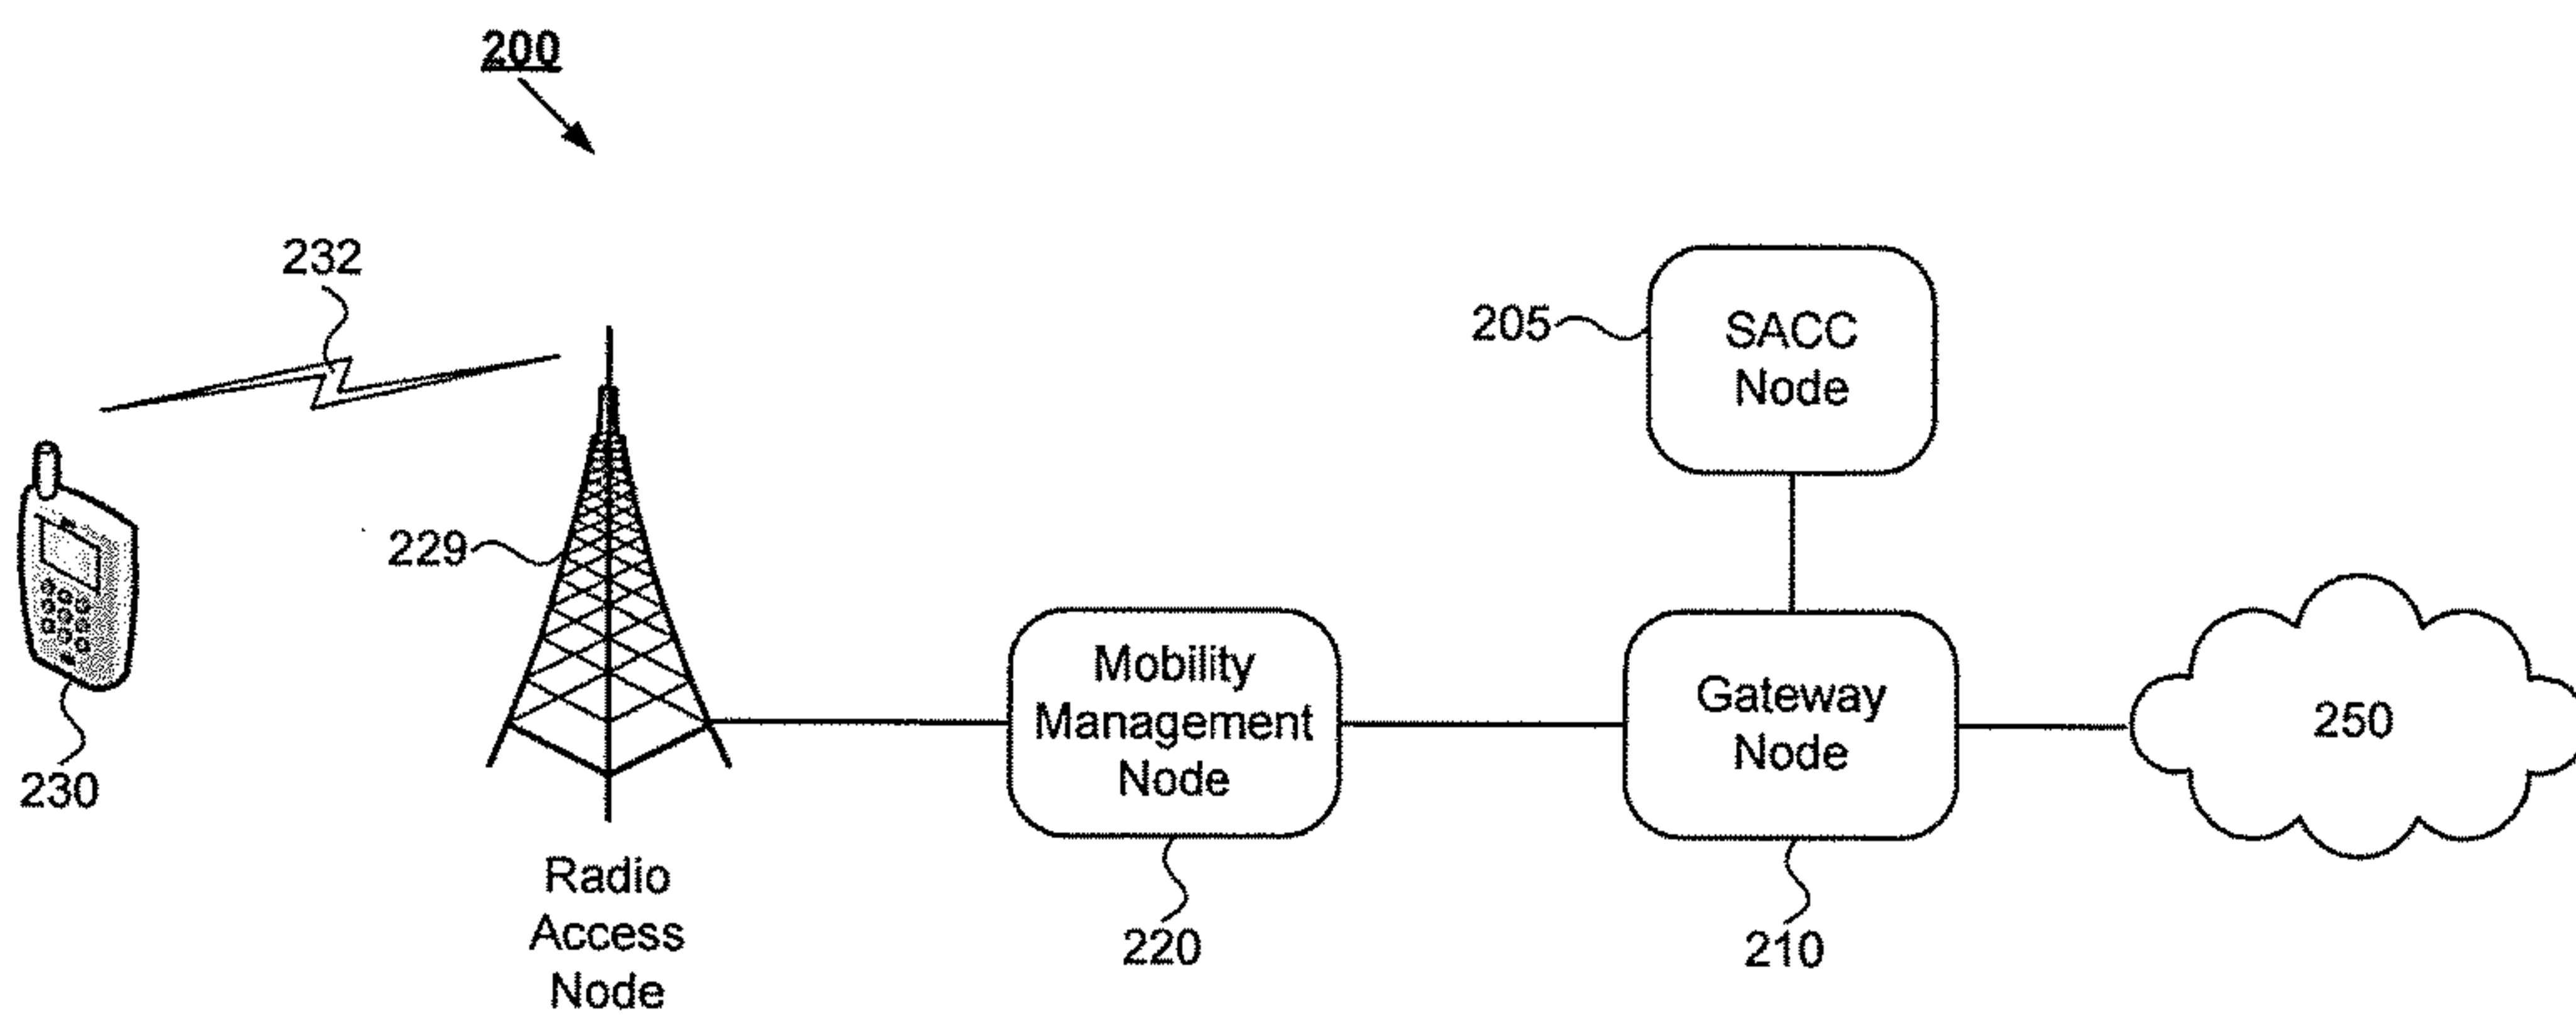 200
232
205
SACC
Node
229
Mobility
Management
Node
Gateway
Node
250
230
Radio
Access
Node
220
210